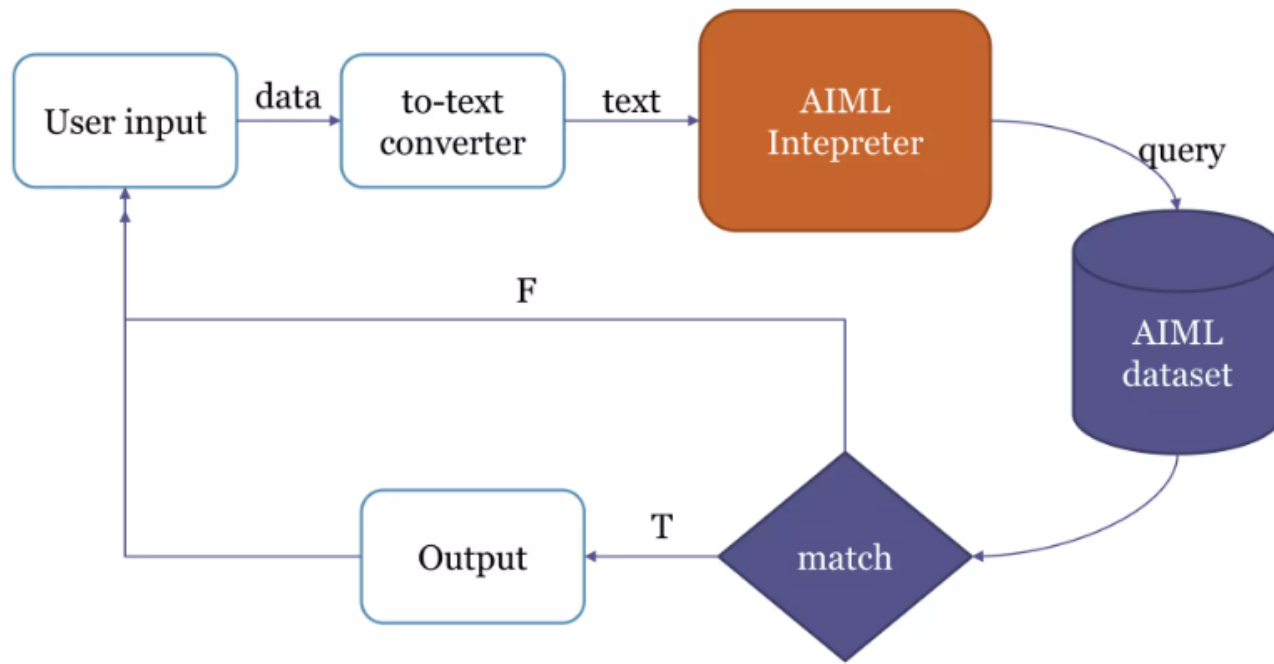 User input
data
to-text
converter
text
AIML
Intepreter
query
AIML
dataset
F
match
T
Output